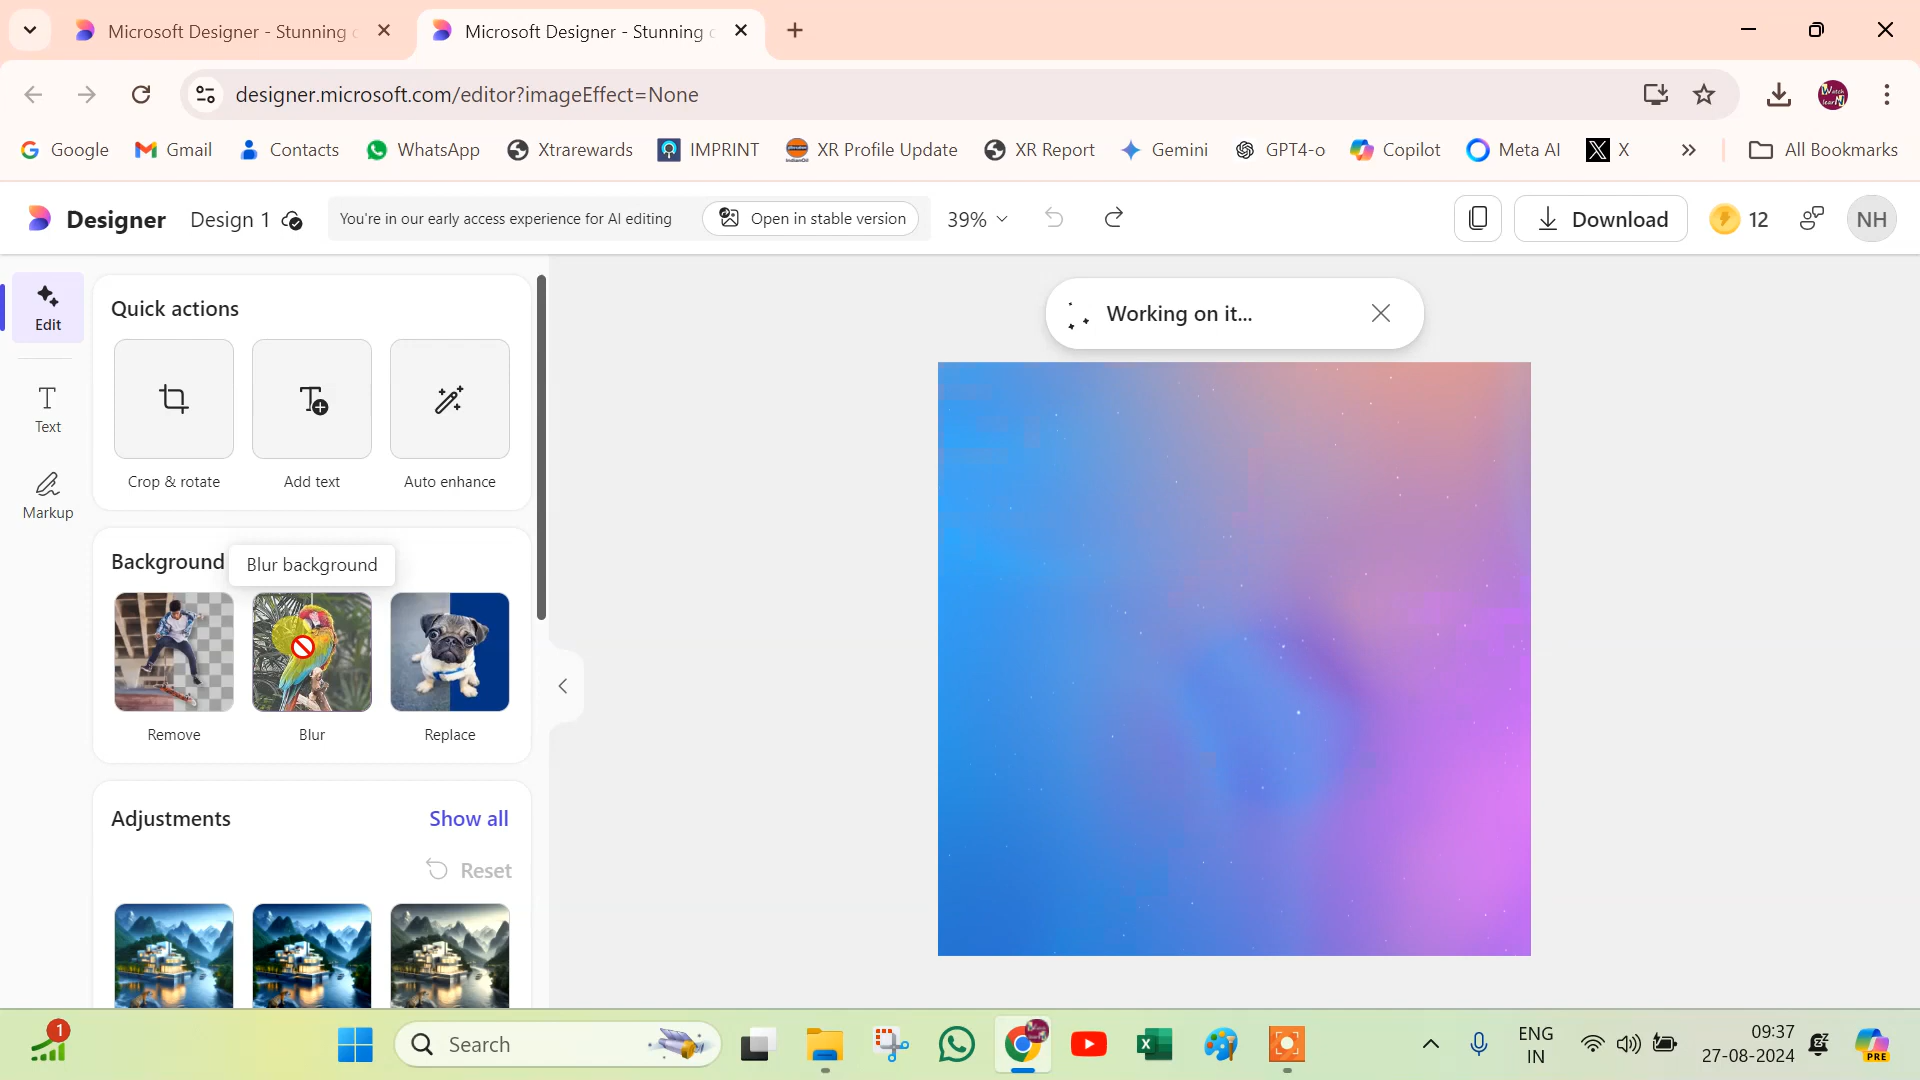 Microsoft Designer - Stunning
Microsoft Designer - Stunning
designer.microsoft.com/editor?imageEffect=None
Google
Gmail
Contacts
WhatsApp
Xtrarewards
IMPRINT
XR Profile Update
XR Report
Gemini
GPT4-o
Copilot
Meta AI
X
All Bookmarks
Designer
Design 1
You're in our early access experience for AI editing
Open in stable version
39%
Download
12
NH
Edit
Text
Markup
Quick actions
Crop & rotate
Add text
Auto enhance
Working on it...
Background
Blur background
Remove
Blur
Replace
Adjustments
Show all
Reset
1
Search
ENG
IN
09:37
27-08-2024
PRE